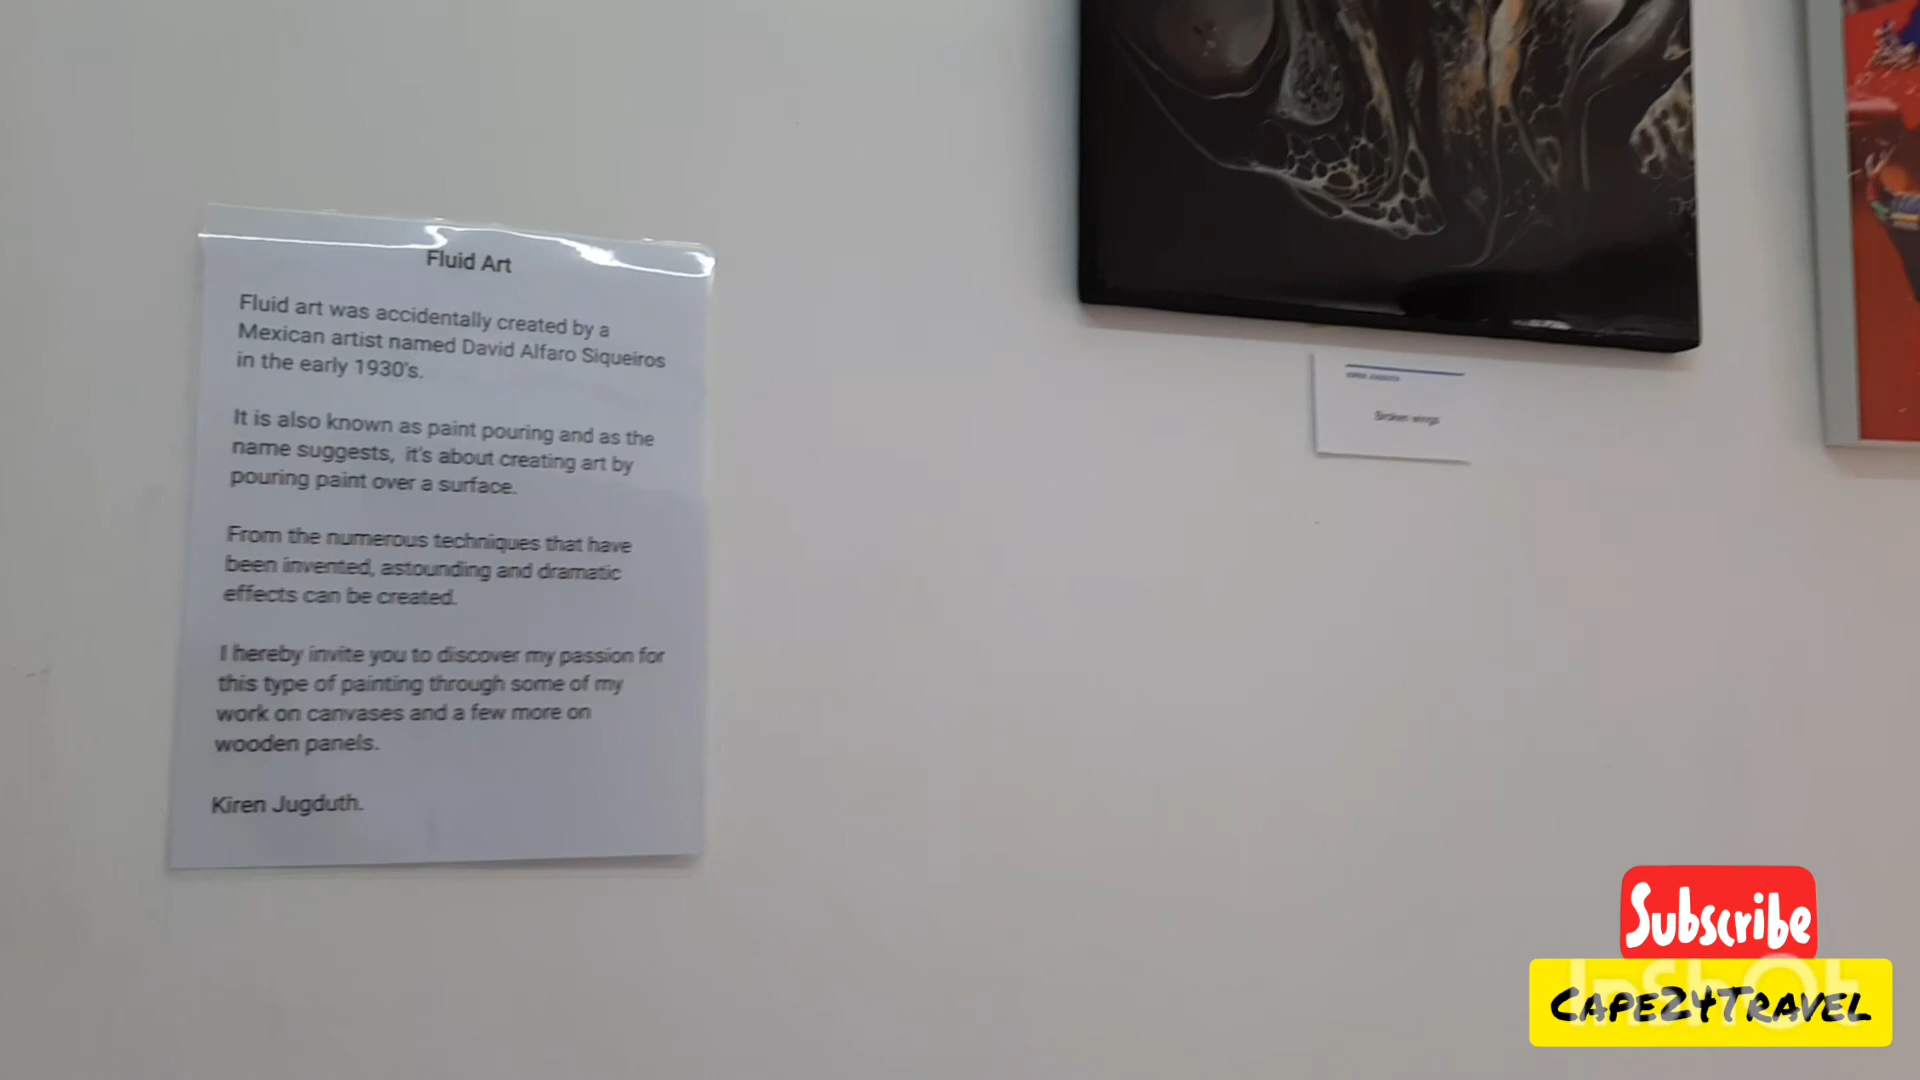 Fluid Art
Fluid art was accidentally created by a
Mexican artist named David Alfaro Siqueiros
in the early 1930's.
It is also known as paint pouring and as the
name suggests, it's about creating art by
pouring paint over a surface.
From the numerous techniques that have
been invented, astounding and dramatic
effects can be created.
I hereby invite you to discover my passion for
this type of painting through some of my
work on canvases and a few more on
wooden panels.
Kiren Jugduth.
Broken wings
Subscribe
InShOt
Cape24Travel